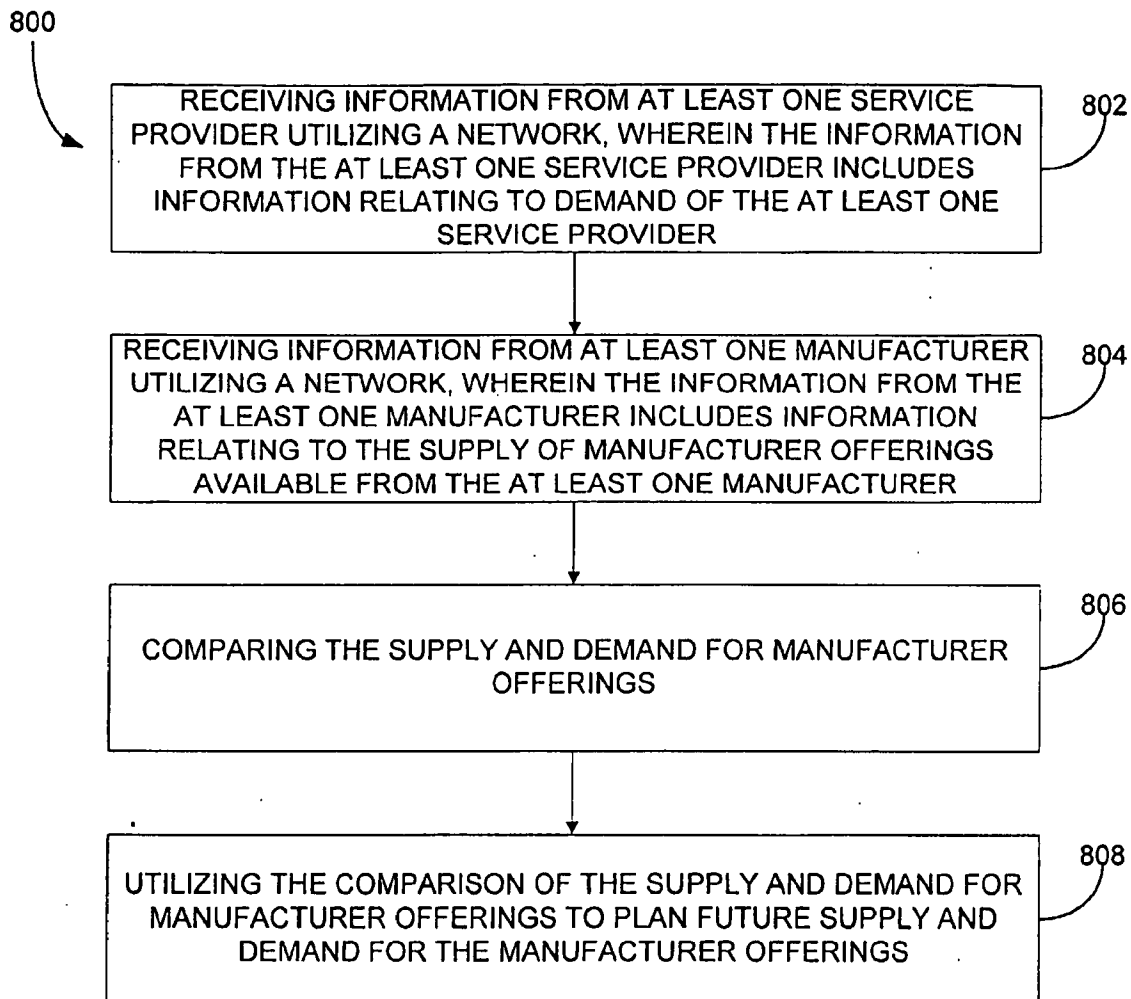 800
RECEIVING INFORMATION FROM AT LEAST ONE SERVICE
PROVIDER UTILIZING A NETWORK, WHEREIN THE INFORMATION
FROM THE AT LEAST ONE SERVICE PROVIDER INCLUDES
INFORMATION RELATING TO DEMAND OF THE AT LEAST ONE
SERVICE PROVIDER
802
RECEIVING INFORMATION FROM AT LEAST ONE MANUFACTURER
UTILIZING A NETWORK, WHEREIN THE INFORMATION FROM THE
AT LEAST ONE MANUFACTURER INCLUDES INFORMATION
RELATING TO THE SUPPLY OF MANUFACTURER OFFERINGS
AVAILABLE FROM THE AT LEAST ONE MANUFACTURER
804
COMPARING THE SUPPLY AND DEMAND FOR MANUFACTURER
OFFERINGS
806
UTILIZING THE COMPARISON OF THE SUPPLY AND DEMAND FOR
MANUFACTURER OFFERINGS TO PLAN FUTURE SUPPLY AND
DEMAND FOR THE MANUFACTURER OFFERINGS
808